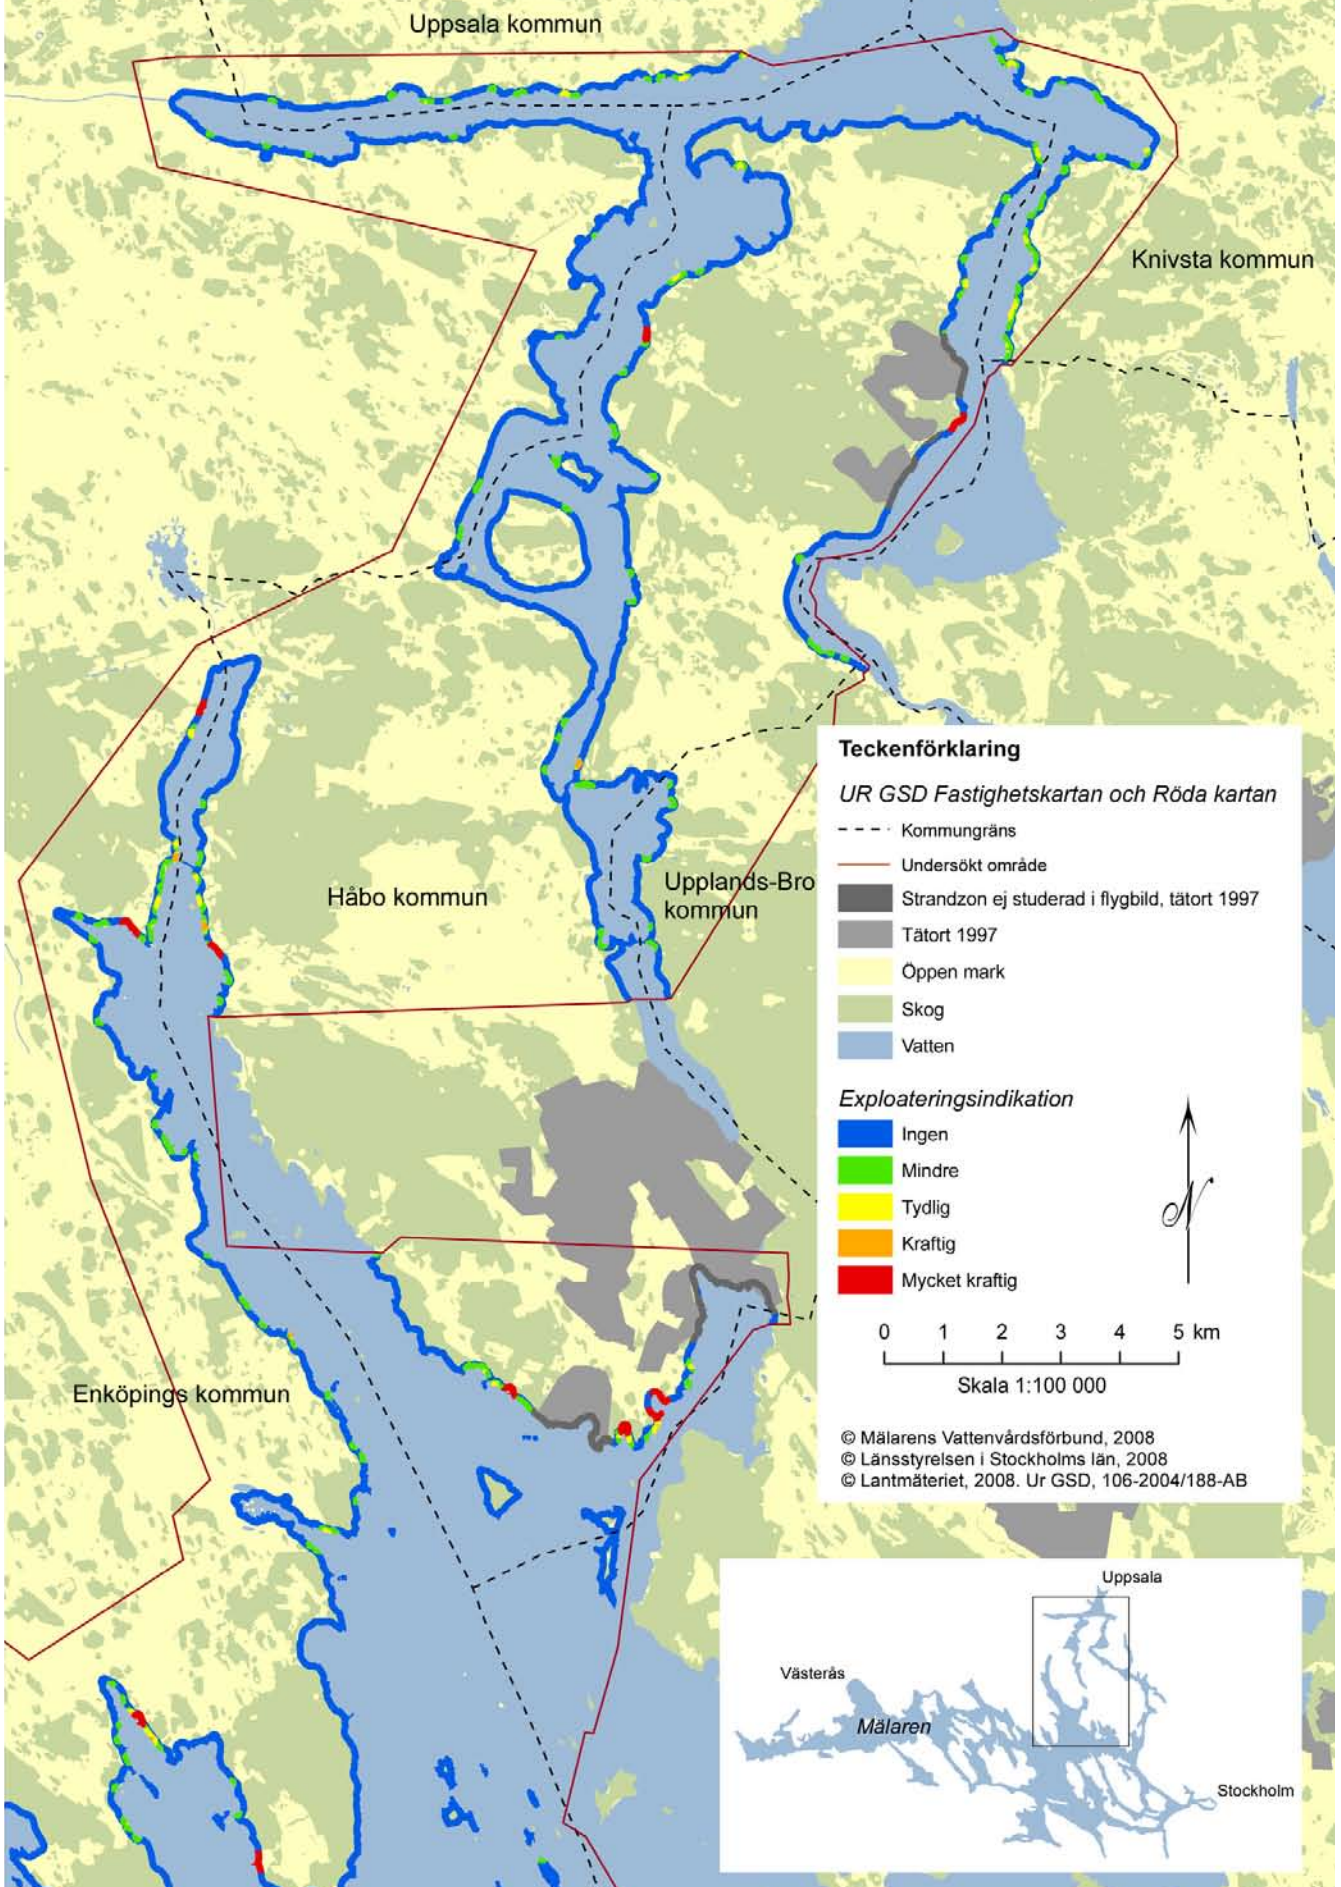 Uppsala kommun
Knivsta kommun
Håbo kommun
Upplands-Bro
kommun
Enköpings kommun
Teckenförklaring
UR GSD Fastighetskartan och Röda kartan
Kommungräns
Undersökt område
Strandzon ej studerad i flygbild, tätort 1997
Tätort 1997
Öppen mark
Skog
Vatten
Exploateringsindikation
Ingen
Mindre
Tydlig
Kraftig
Mycket kraftig
N
0 1 2 3 4 5 km
Skala 1:100 000
© Mälarens Vattenvårdsförbund, 2008
© Länsstyrelsen i Stockholms län, 2008
© Lantmäteriet, 2008. Ur GSD, 106-2004/188-AB
Uppsala
Västerås
Mälaren
Stockholm